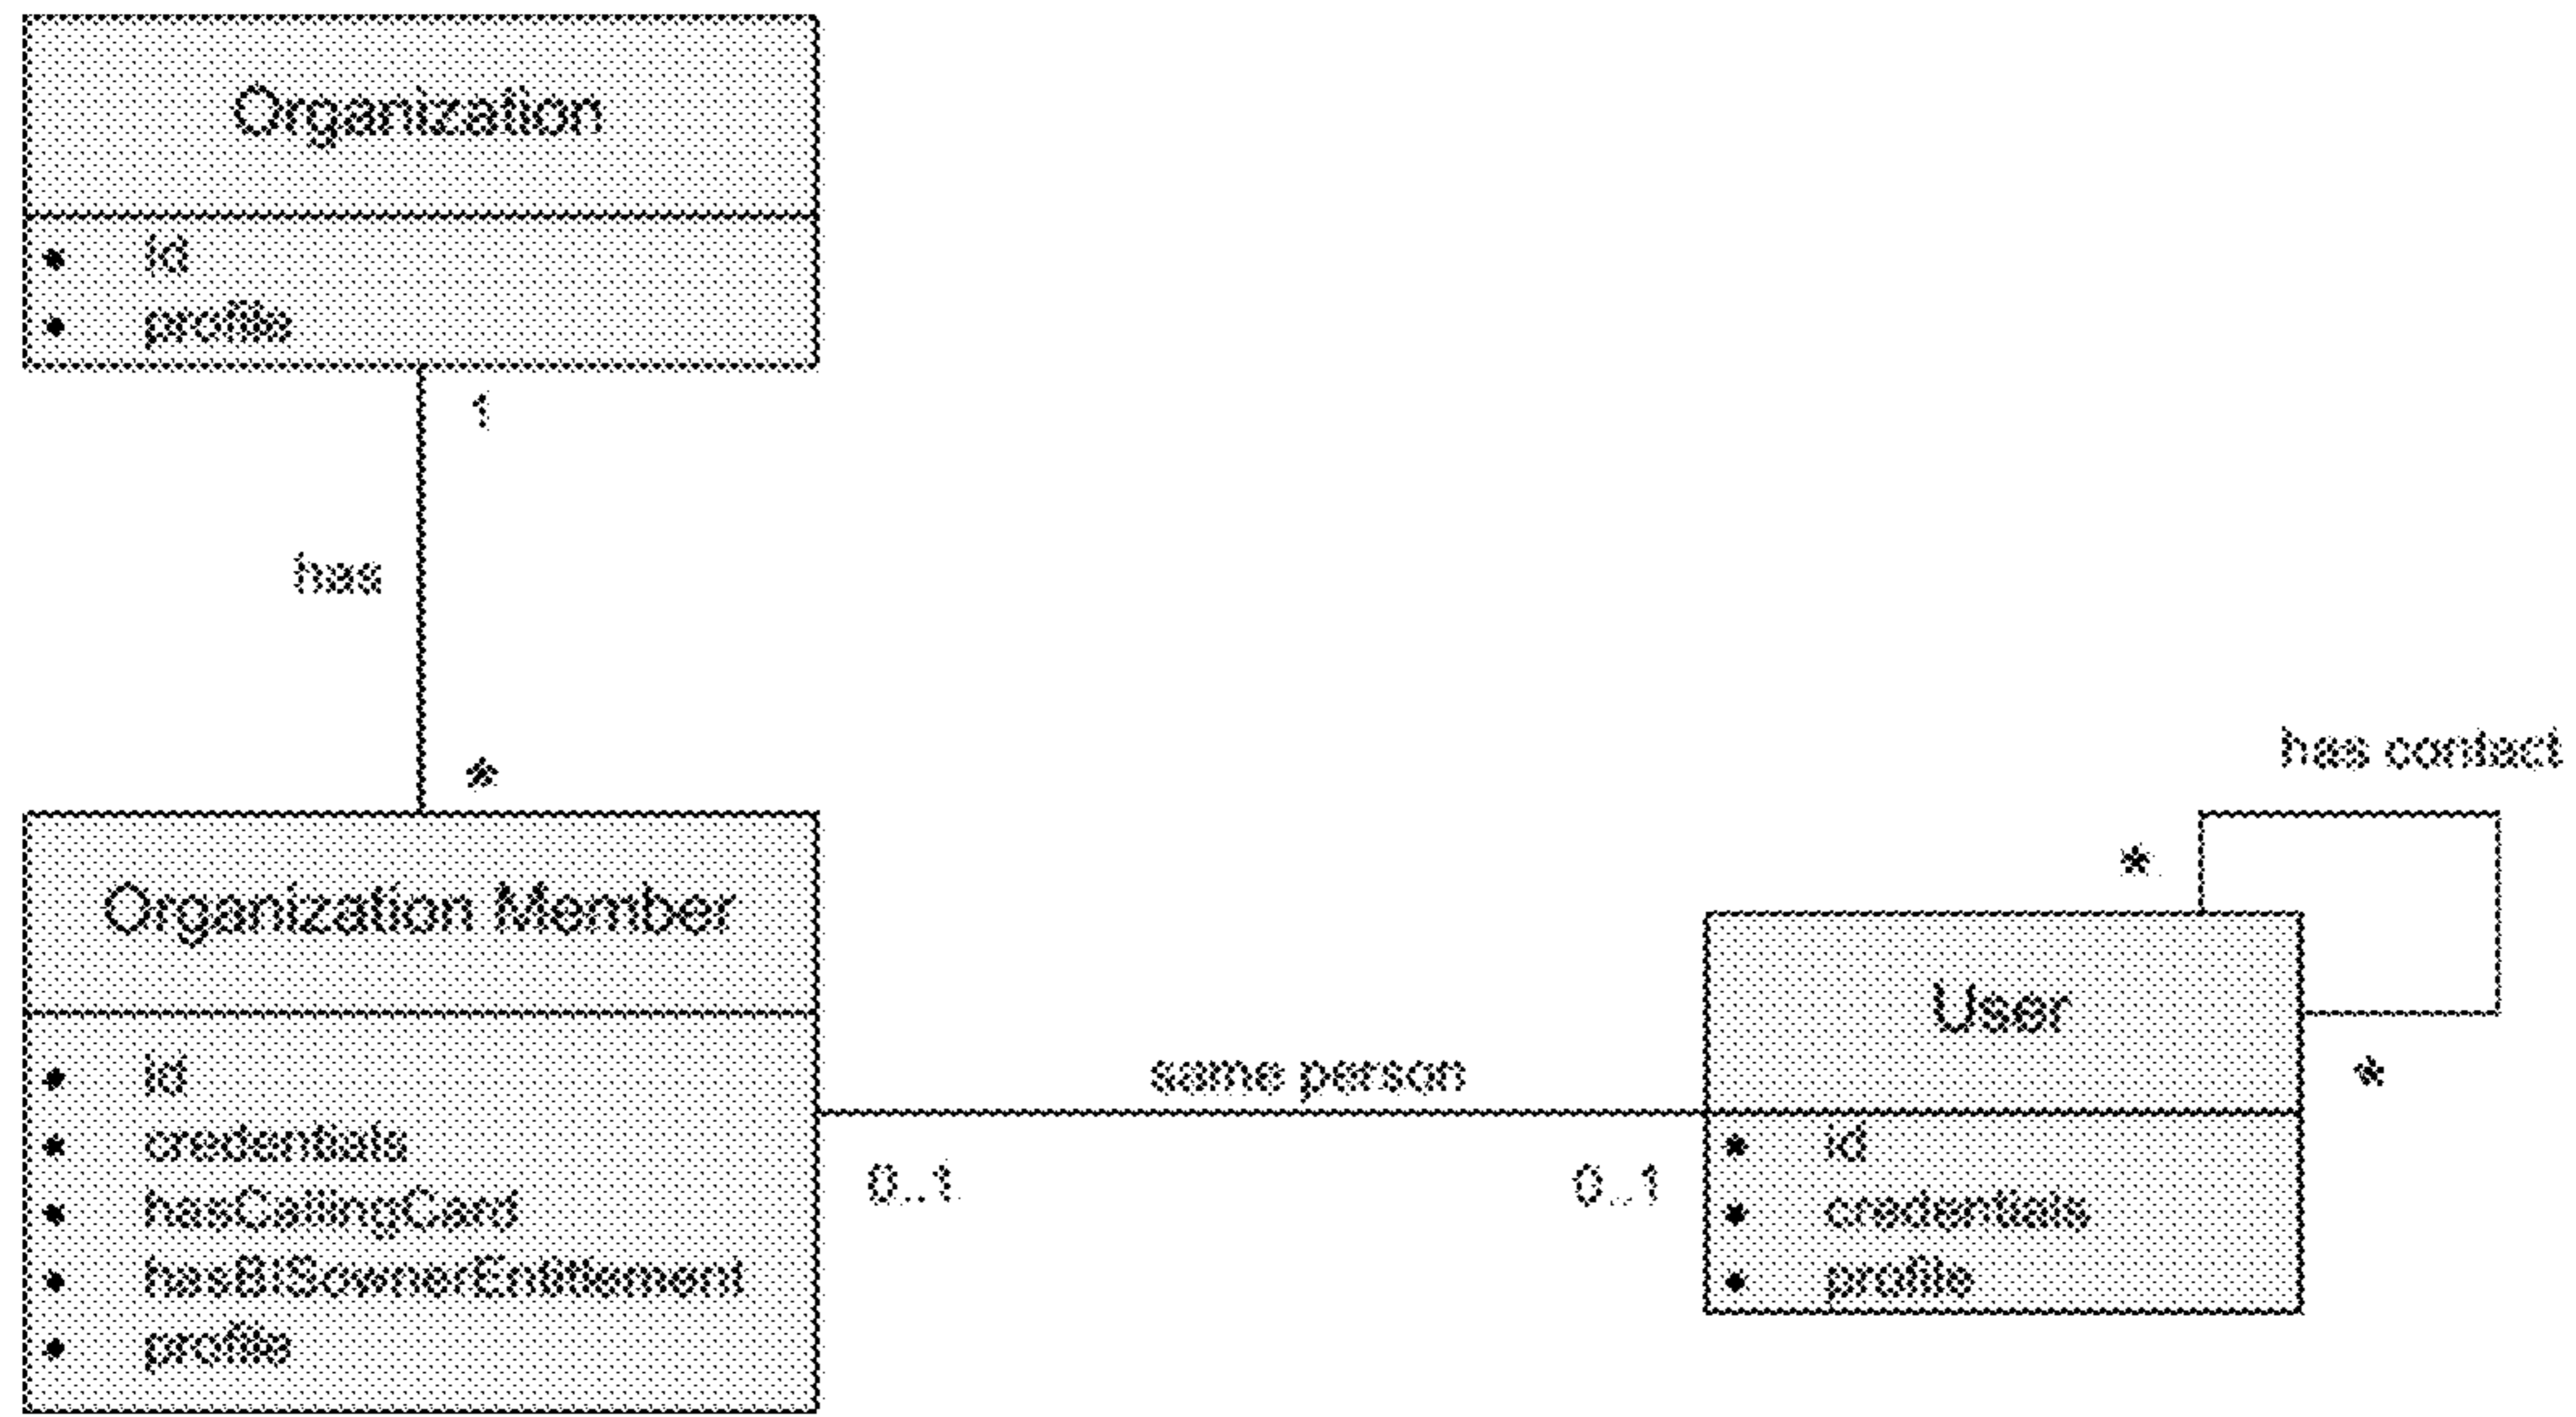 Organization
• id
• profile
1
has
*
has contact
*
Organization Member
User
*
• id
• credentials
• hasCallingCard
• hasBISownerEntitlement
• profile
same person
0..1
0..1
• id
• credentials
• profile